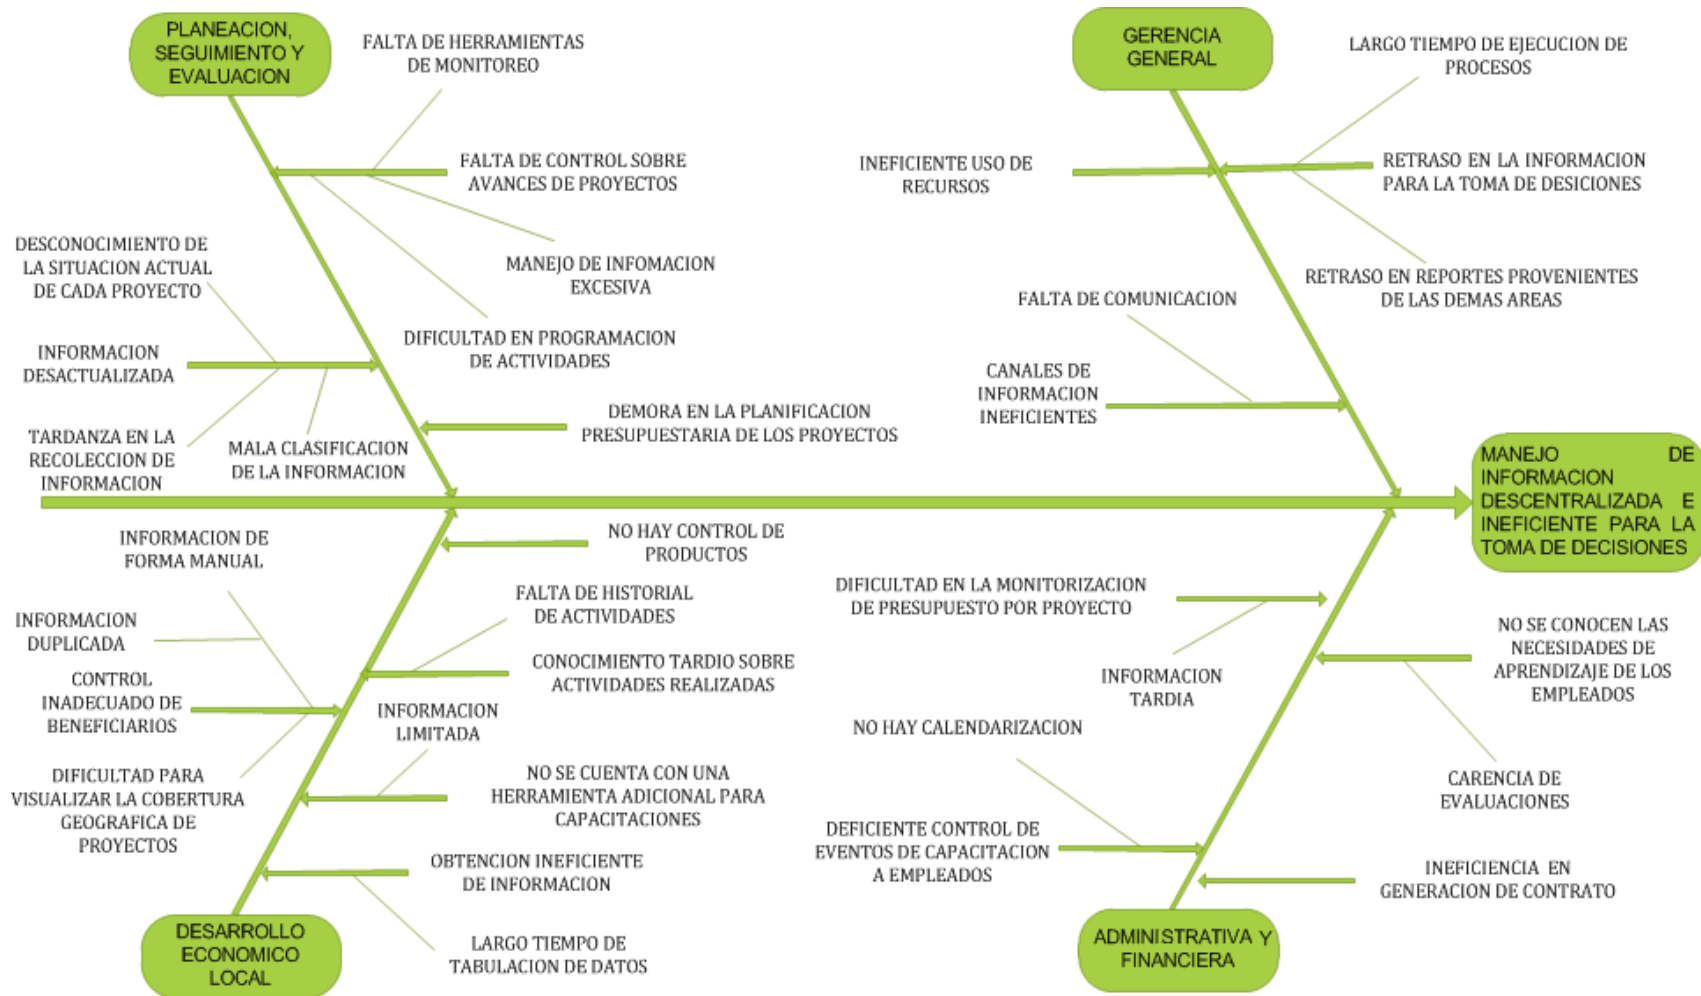 PLANEACION,
SEGUIMIENTO Y
EVALUACION
FALTA DE HERRAMIENTAS
DE MONITOREO
FALTA DE CONTROL SOBRE
AVANCES DE PROYECTOS
MANEJO DE INFOMACION
EXCESIVA
DIFICULTAD EN PROGRAMACION
DE ACTIVIDADES
DESCONOCIMIENTO DE
LA SITUACION ACTUAL
DE CADA PROYECTO
INFORMACION
DESACTUALIZADA
TARDANZA EN LA
RECOLECCION DE
INFORMACION
MALA CLASIFICACION
DE LA INFORMACION
DEMORA EN LA PLANIFICACION
PRESUPUESTARIA DE LOS PROYECTOS
GERENCIA
GENERAL
LARGO TIEMPO DE EJECUCION DE
PROCESOS
INEFICIENTE USO DE
RECURSOS
RETRASO EN LA INFORMACION
PARA LA TOMA DE DESICIONES
RETRASO EN REPORTES PROVENIENTES
DE LAS DEMAS AREAS
FALTA DE COMUNICACION
CANALES DE
INFORMACION
INEFICIENTES
MANEJO DE
INFORMACION
DESCENTRALIZADA E
INEFICIENTE PARA LA
TOMA DE DECISIONES
INFORMACION DE
FORMA MANUAL
NO HAY CONTROL DE
PRODUCTOS
FALTA DE HISTORIAL
DE ACTIVIDADES
INFORMACION
DUPLICADA
CONOCIMIENTO TARDIO SOBRE
ACTIVIDADES REALIZADAS
CONTROL
INADECUADO DE
BENEFICIARIOS
INFORMACION
LIMITADA
DIFICULTAD PARA
VISUALIZAR LA COBERTURA
GEOGRAFICA DE
PROYECTOS
NO SE CUENTA CON UNA
HERRAMIENTA ADICIONAL PARA
CAPACITACIONES
OBTENCION INEFICIENTE
DE INFORMACION
LARGO TIEMPO DE
TABULACION DE DATOS
DESARROLLO
ECONOMICO
LOCAL
DIFICULTAD EN LA MONITORIZACION
DE PRESUPUESTO POR PROYECTO
INFORMACION
TARDIA
NO SE CONOCEN LAS
NECESIDADES DE
APRENDIZAJE DE LOS
EMPLEADOS
NO HAY CALENDARIZACION
CARENCIA DE
EVALUACIONES
DEFICIENTE CONTROL DE
EVENTOS DE CAPACITACION
A EMPLEADOS
INEFICIENCIA EN
GENERACION DE CONTRATO
ADMINISTRATIVA Y
FINANCIERA